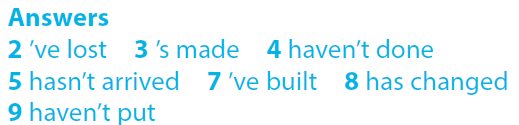 Answers
2 ’ve lost 3 ’s made 4 haven’t done
5 hasn’t arrived 7 ’ve built 8 has changed
9 haven’t put